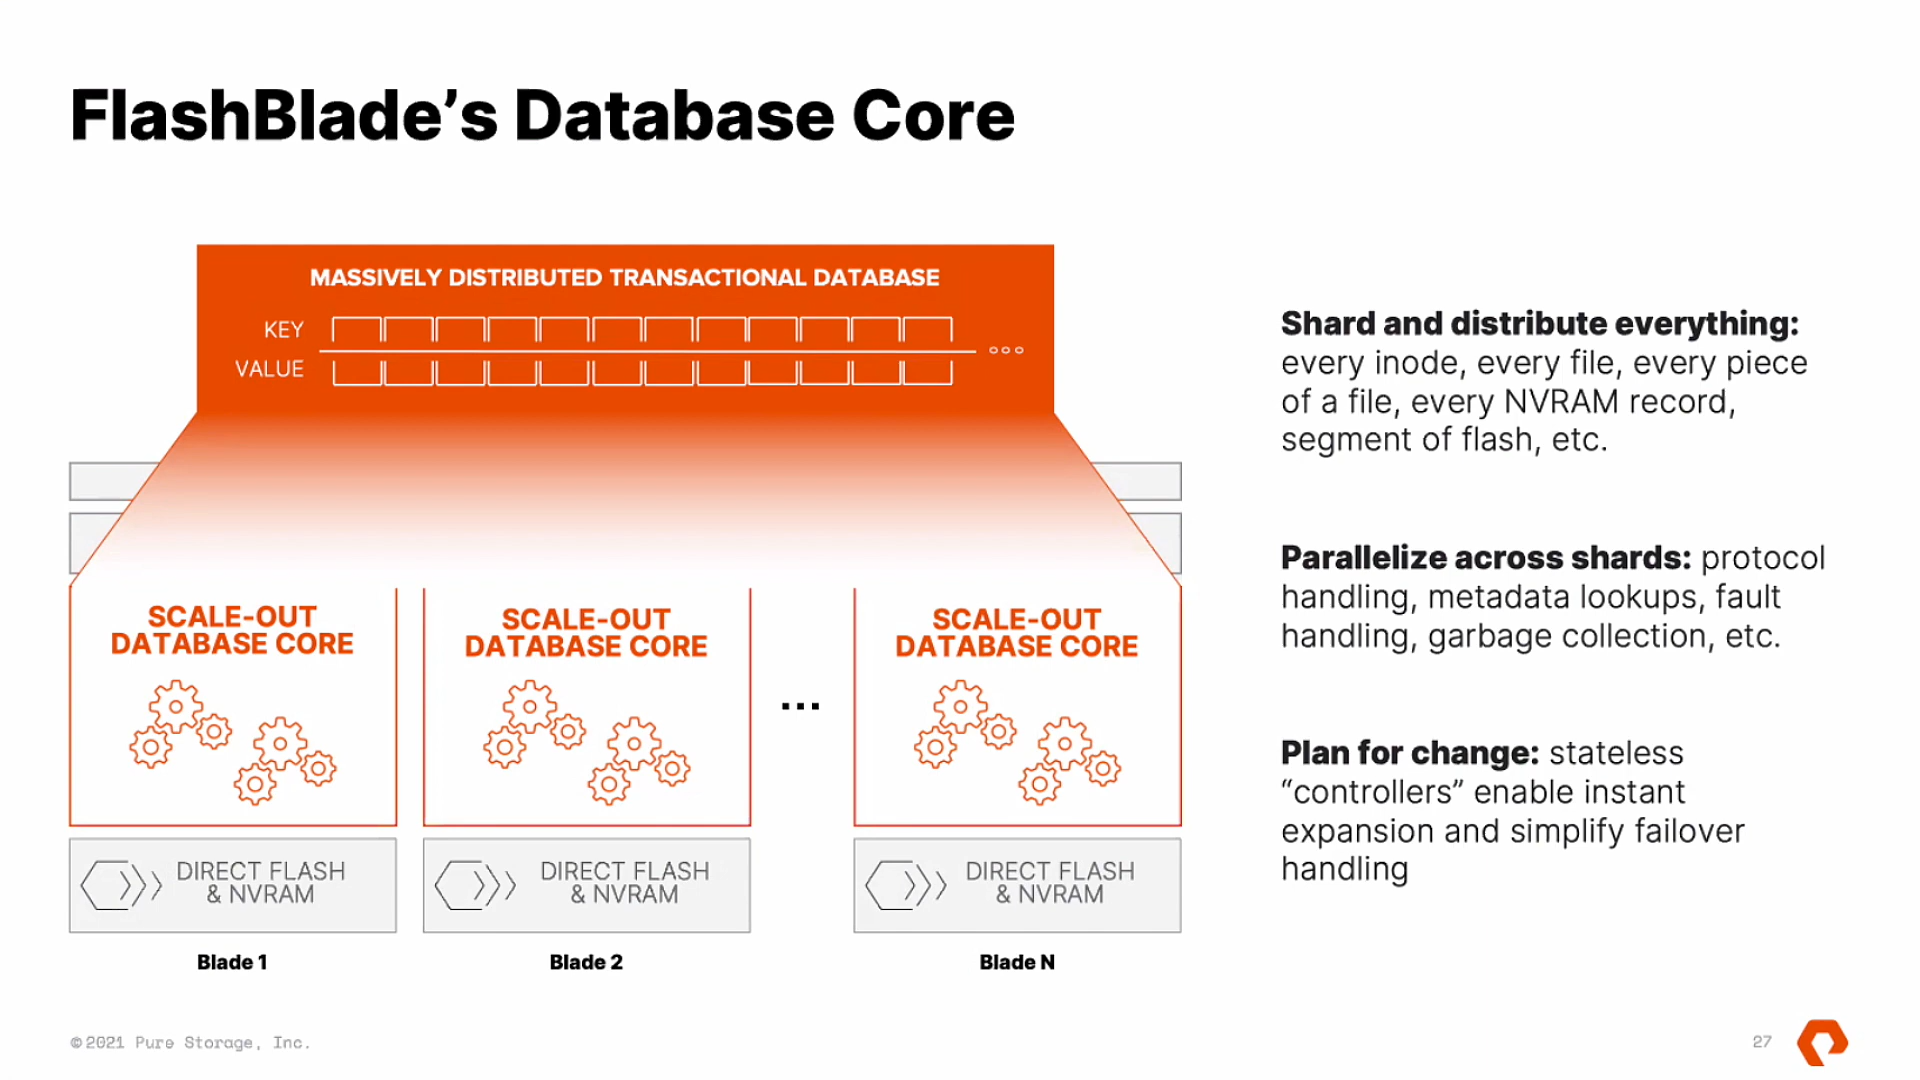 FlashBlade’s Database Core
MASSIVELY DISTRIBUTED TRANSACTIONAL DATABASE
KEY
VALUE
SCALE-OUT
DATABASE CORE
SCALE-OUT
DATABASE CORE
...
SCALE-OUT
DATABASE CORE
DIRECT FLASH
& NVRAM
DIRECT FLASH
& NVRAM
DIRECT FLASH
& NVRAM
Blade 1
Blade 2
Blade N
Shard and distribute everything:
every inode, every file, every piece
of a file, every NVRAM record,
segment of flash, etc.
Parallelize across shards: protocol
handling, metadata lookups, fault
handling, garbage collection, etc.
Plan for change: stateless
“controllers” enable instant
expansion and simplify failover
handling
©2021 Pure Storage, Inc.
27